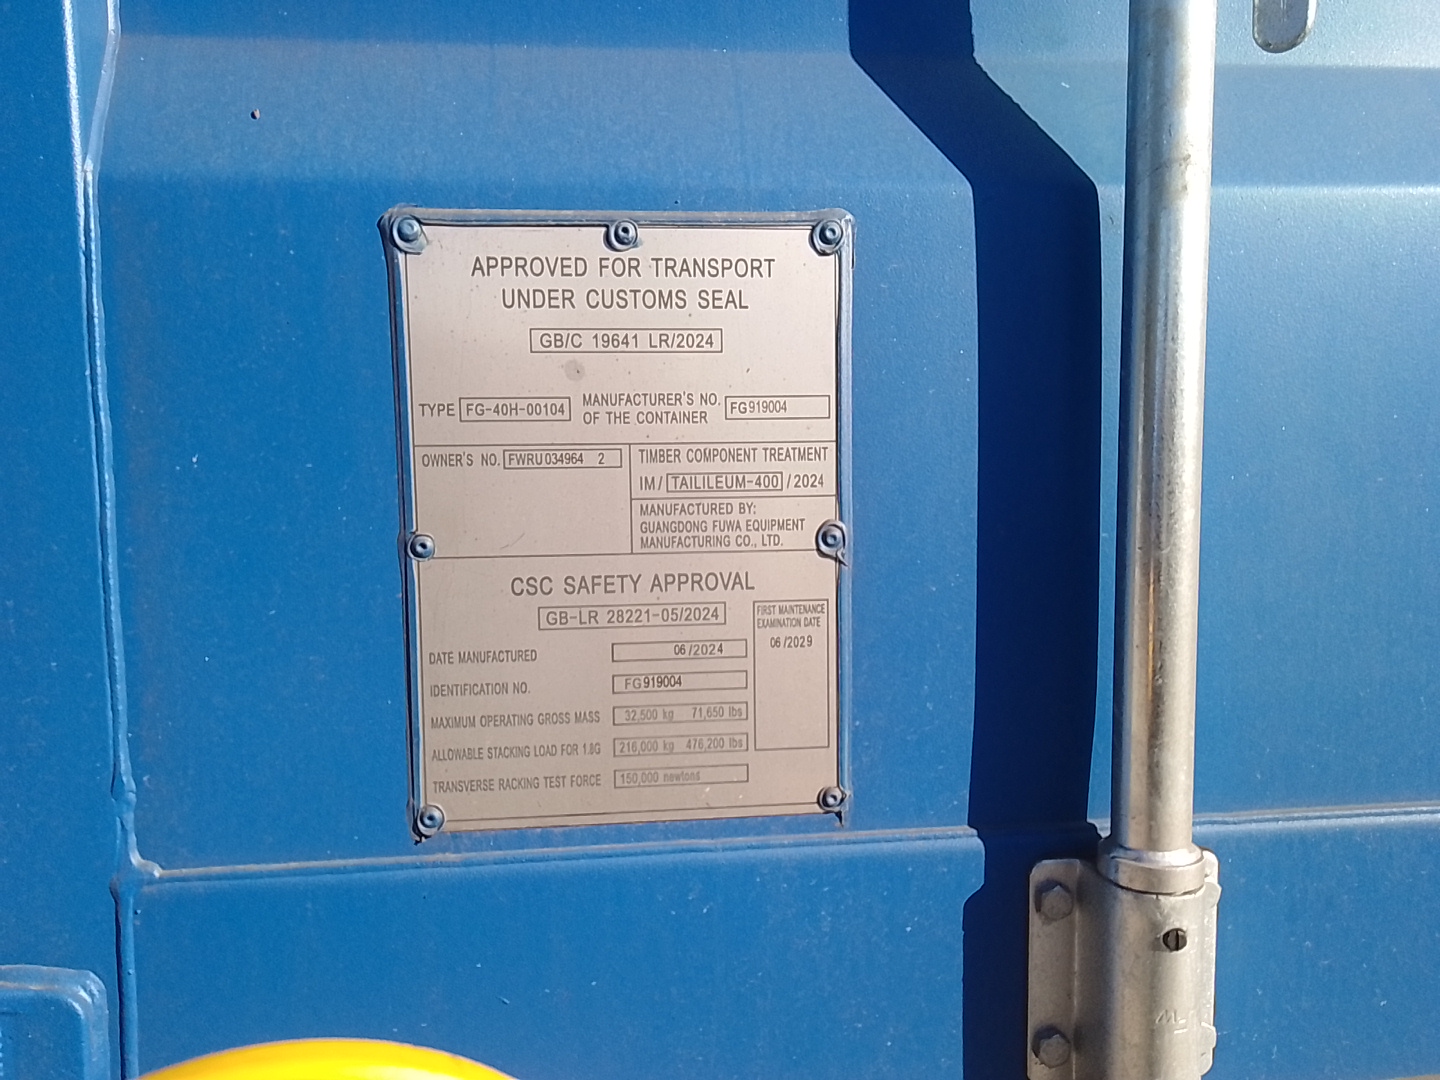 APPROVED FOR TRANSPORT
UNDER CUSTOMS SEAL
GB/C 19641 LR/2024
TYPE FG-40H-00104
MANUFACTURER'S NO.
OF THE CONTAINER
FG919004
OWNER'S NO. FWRU034964 2
TIMBER COMPONENT TREATMENT
IM / TAILILEUM-400 / 2024
MANUFACTURED BY:
GUANGDONG FUWA EQUIPMENT
MANUFACTURING CO., LTD.
CSC SAFETY APPROVAL
GB-LR 28221-05/2024
FIRST MAINTENANCE
EXAMINATION DATE
06 /2029
DATE MANUFACTURED 06 /2024
IDENTIFICATION NO. FG919004
MAXIMUM OPERATING GROSS MASS 32,500 kg 71,650 lbs
ALLOWABLE STACKING LOAD FOR 1.8G 216,000 kg 476,200 lbs
TRANSVERSE RACKING TEST FORCE 150,000 newtons